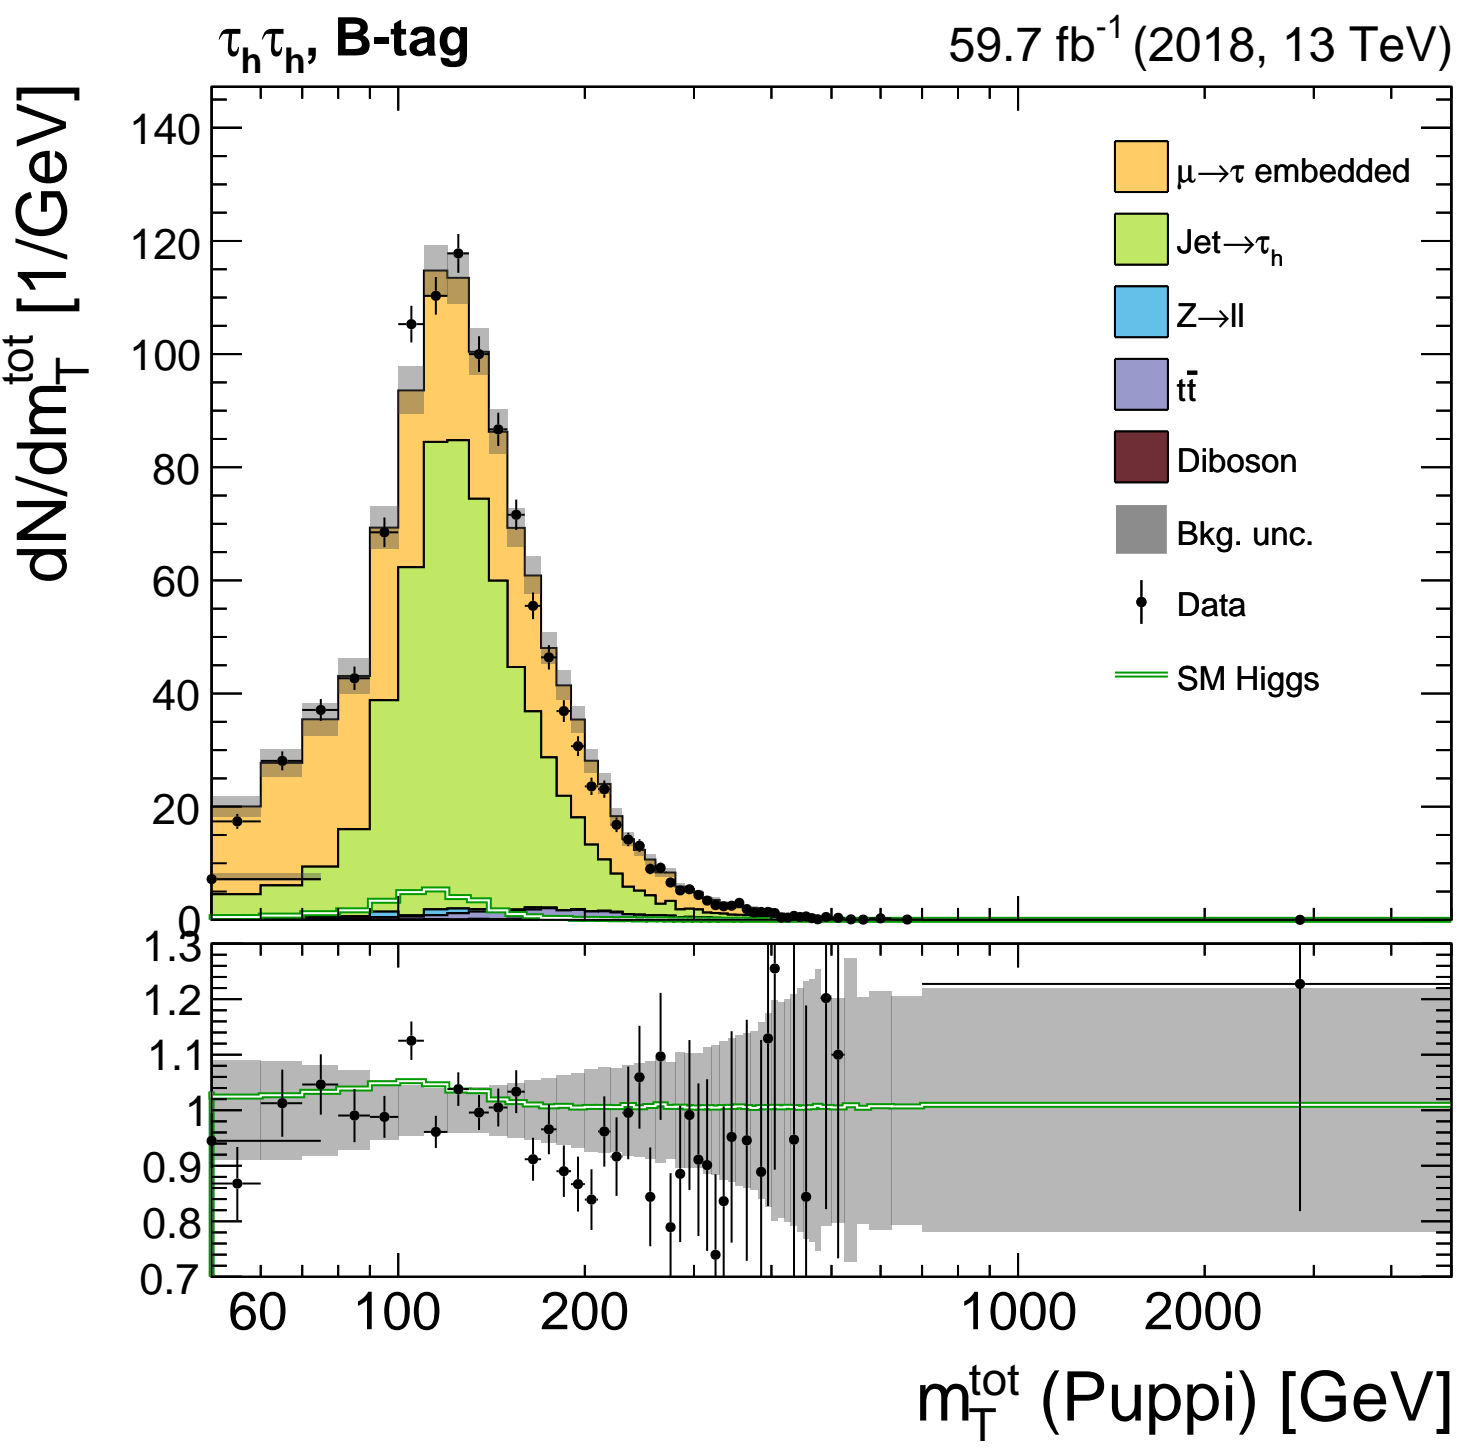 τhτh, B-tag
59.7 fb-1 (2018, 13 TeV)
dN/dmTtot [1/GeV]
140
120
100
80
60
40
20
0
μ→τ embedded
Jet→τh
Z→ll
tt̄
Diboson
Bkg. unc.
Data
SM Higgs
1.3
1.2
1.1
1
0.9
0.8
0.7
60 100 200 1000 2000
mTtot (Puppi) [GeV]